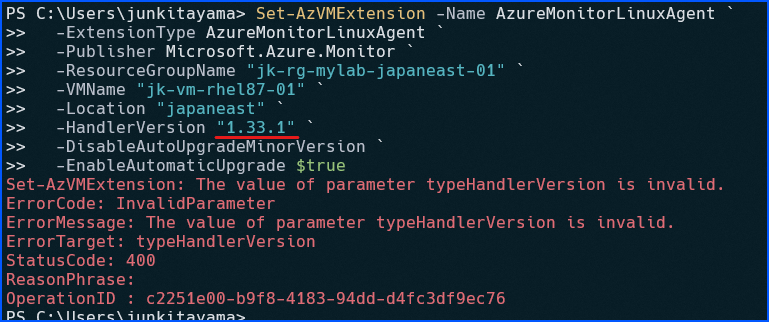 PS C:\Users\junkitayama> Set-AzVMExtension -Name AzureMonitorLinuxAgent `
>>   -ExtensionType AzureMonitorLinuxAgent `
>>   -Publisher Microsoft.Azure.Monitor `
>>   -ResourceGroupName "jk-rg-mylab-japaneast-01" `
>>   -VMName "jk-vm-rhel87-01" `
>>   -Location "japaneast" `
>>   -HandlerVersion "1.33.1" `
>>   -DisableAutoUpgradeMinorVersion `
>>   -EnableAutomaticUpgrade $true
Set-AzVMExtension: The value of parameter typeHandlerVersion is invalid.
ErrorCode: InvalidParameter
ErrorMessage: The value of parameter typeHandlerVersion is invalid.
ErrorTarget: typeHandlerVersion
StatusCode: 400
ReasonPhrase:
OperationID : c2251e00-b9f8-4183-94dd-d4fc3df9ec76
PS C:\Users\junkitayama>